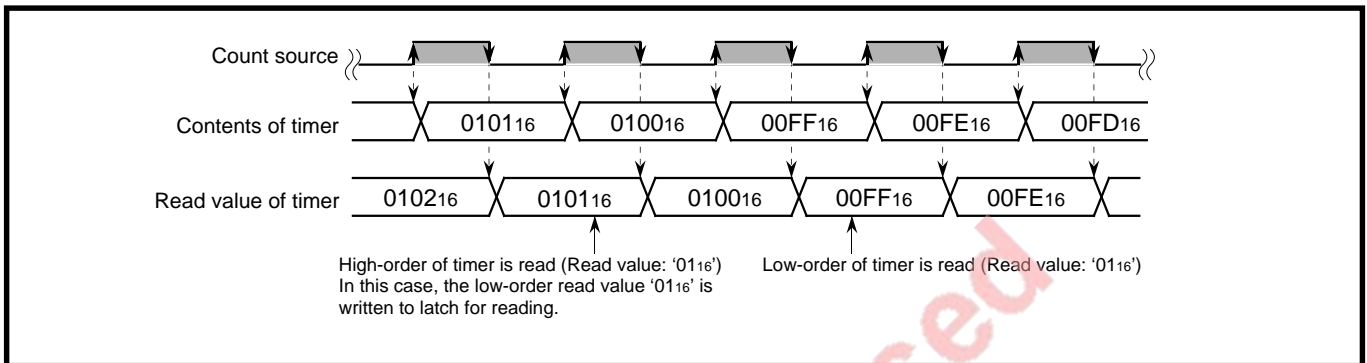 Count source
Contents of timer 0101₁₆ 0100₁₆ 00FF₁₆ 00FE₁₆ 00FD₁₆
Read value of timer 0102₁₆ 0101₁₆ 0100₁₆ 00FF₁₆ 00FE₁₆
High-order of timer is read (Read value: ‘01₁₆’)
In this case, the low-order read value ‘01₁₆’ is
written to latch for reading.
Low-order of timer is read (Read value: ‘01₁₆’)